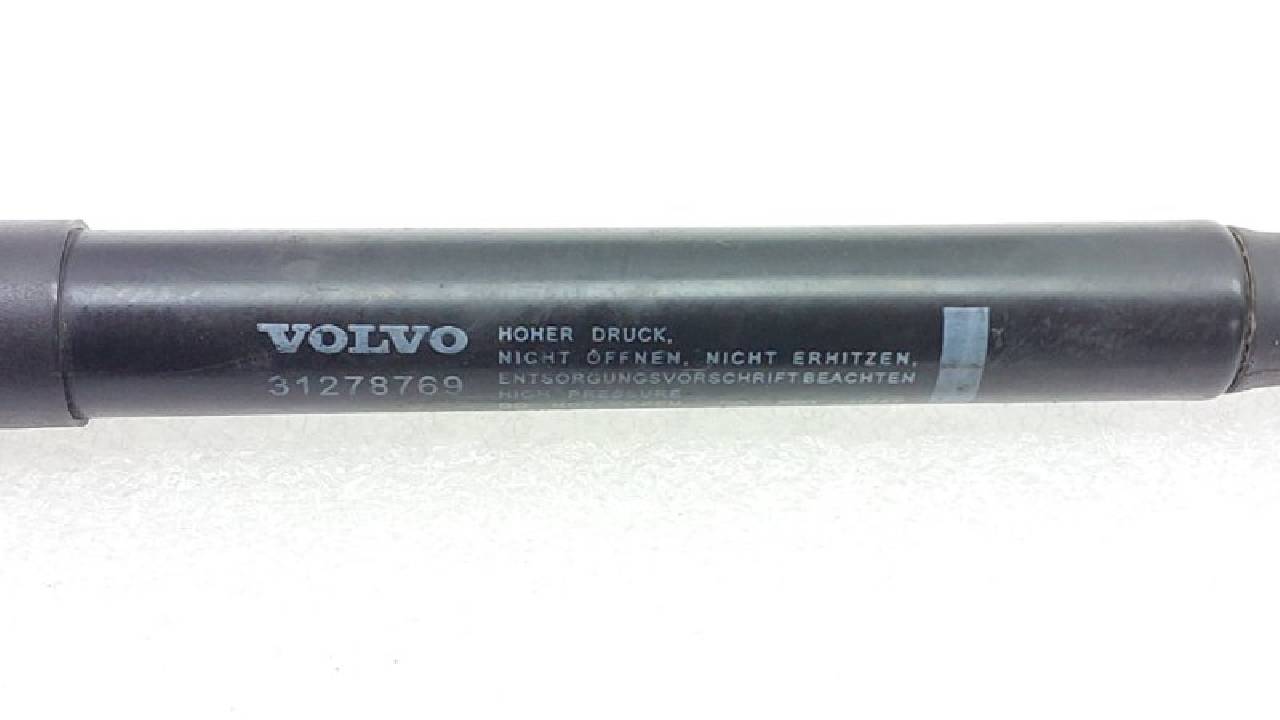 VOLVO
31278769
HOHER DRUCK,
NICHT ÖFFNEN, NICHT ERHITZEN,
ENTSORGUNGSVORSCHRIFT BEACHTEN
HIGH PRESSURE